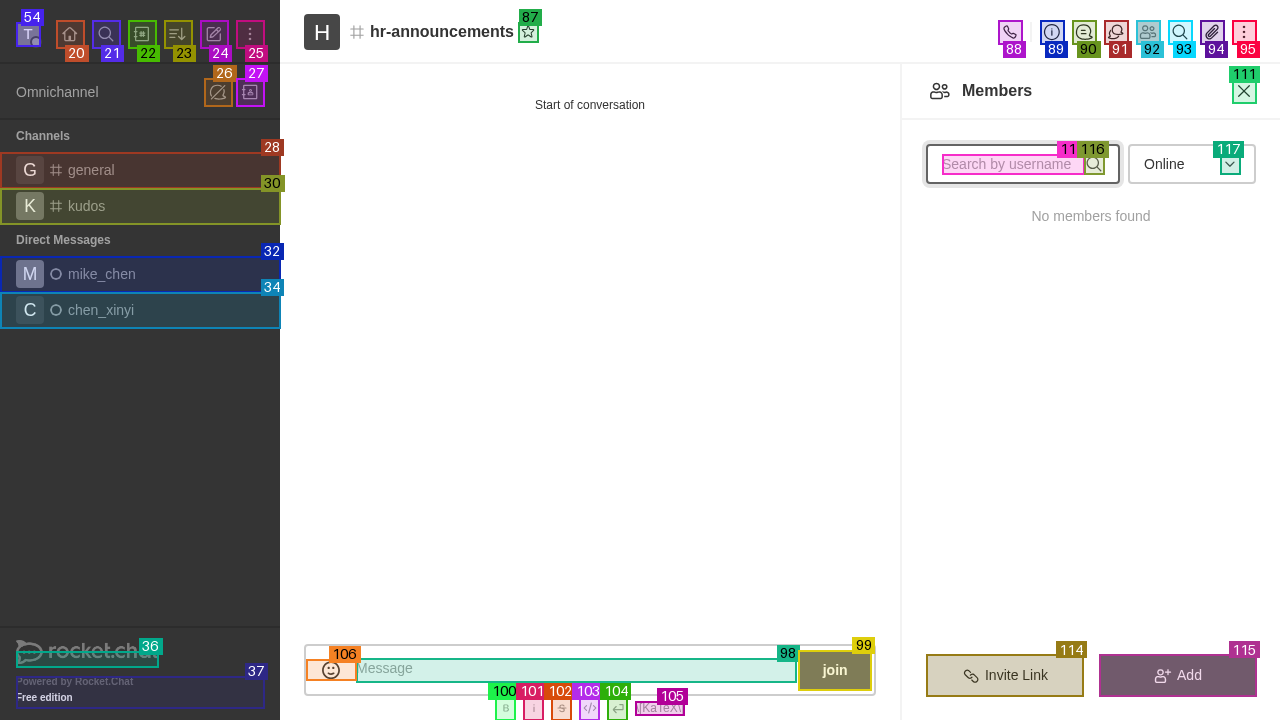 T
54
20
21
22
23
24
25
26
27
Omnichannel
Channels
28
G general
30
K kudos
Direct Messages
32
M mike_chen
34
C chen_xinyi
36
rocket.chat
37
Powered by Rocket.Chat
Free edition
H hr-announcements
87
88
89
90
91
92
93
94
95
Start of conversation
Members
111
11
116
117
Search by username
Online
No members found
106
98
99
Message
join
100
101
102
103
104
105
B
i
S
</>
\KaTeX\
114
115
Invite Link
Add